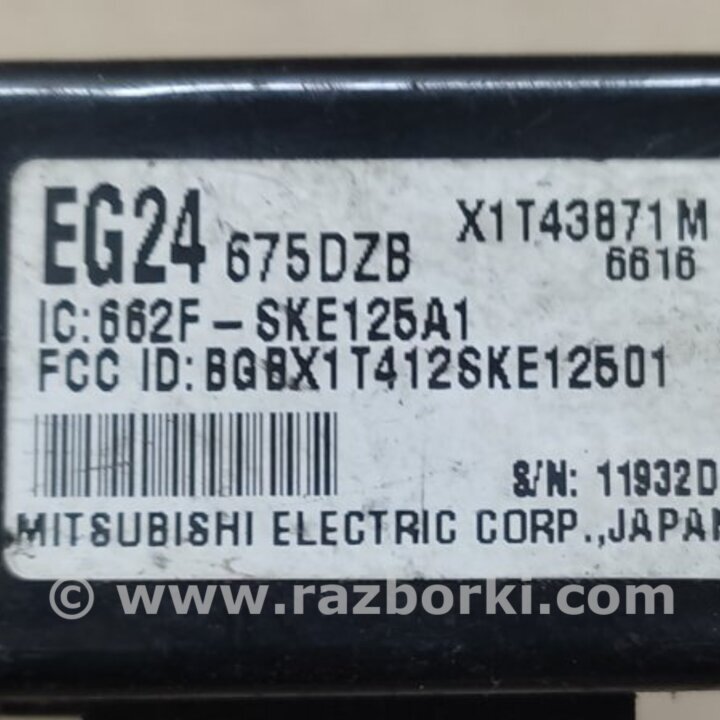 EG24 675DZB X1T43871M
6616
IC:662F-SKE125A1
FCC ID:BGBX1T412SKE12501
S/N: 11932D
MITSUBISHI ELECTRIC CORP.,JAPAN
© www.razborki.com